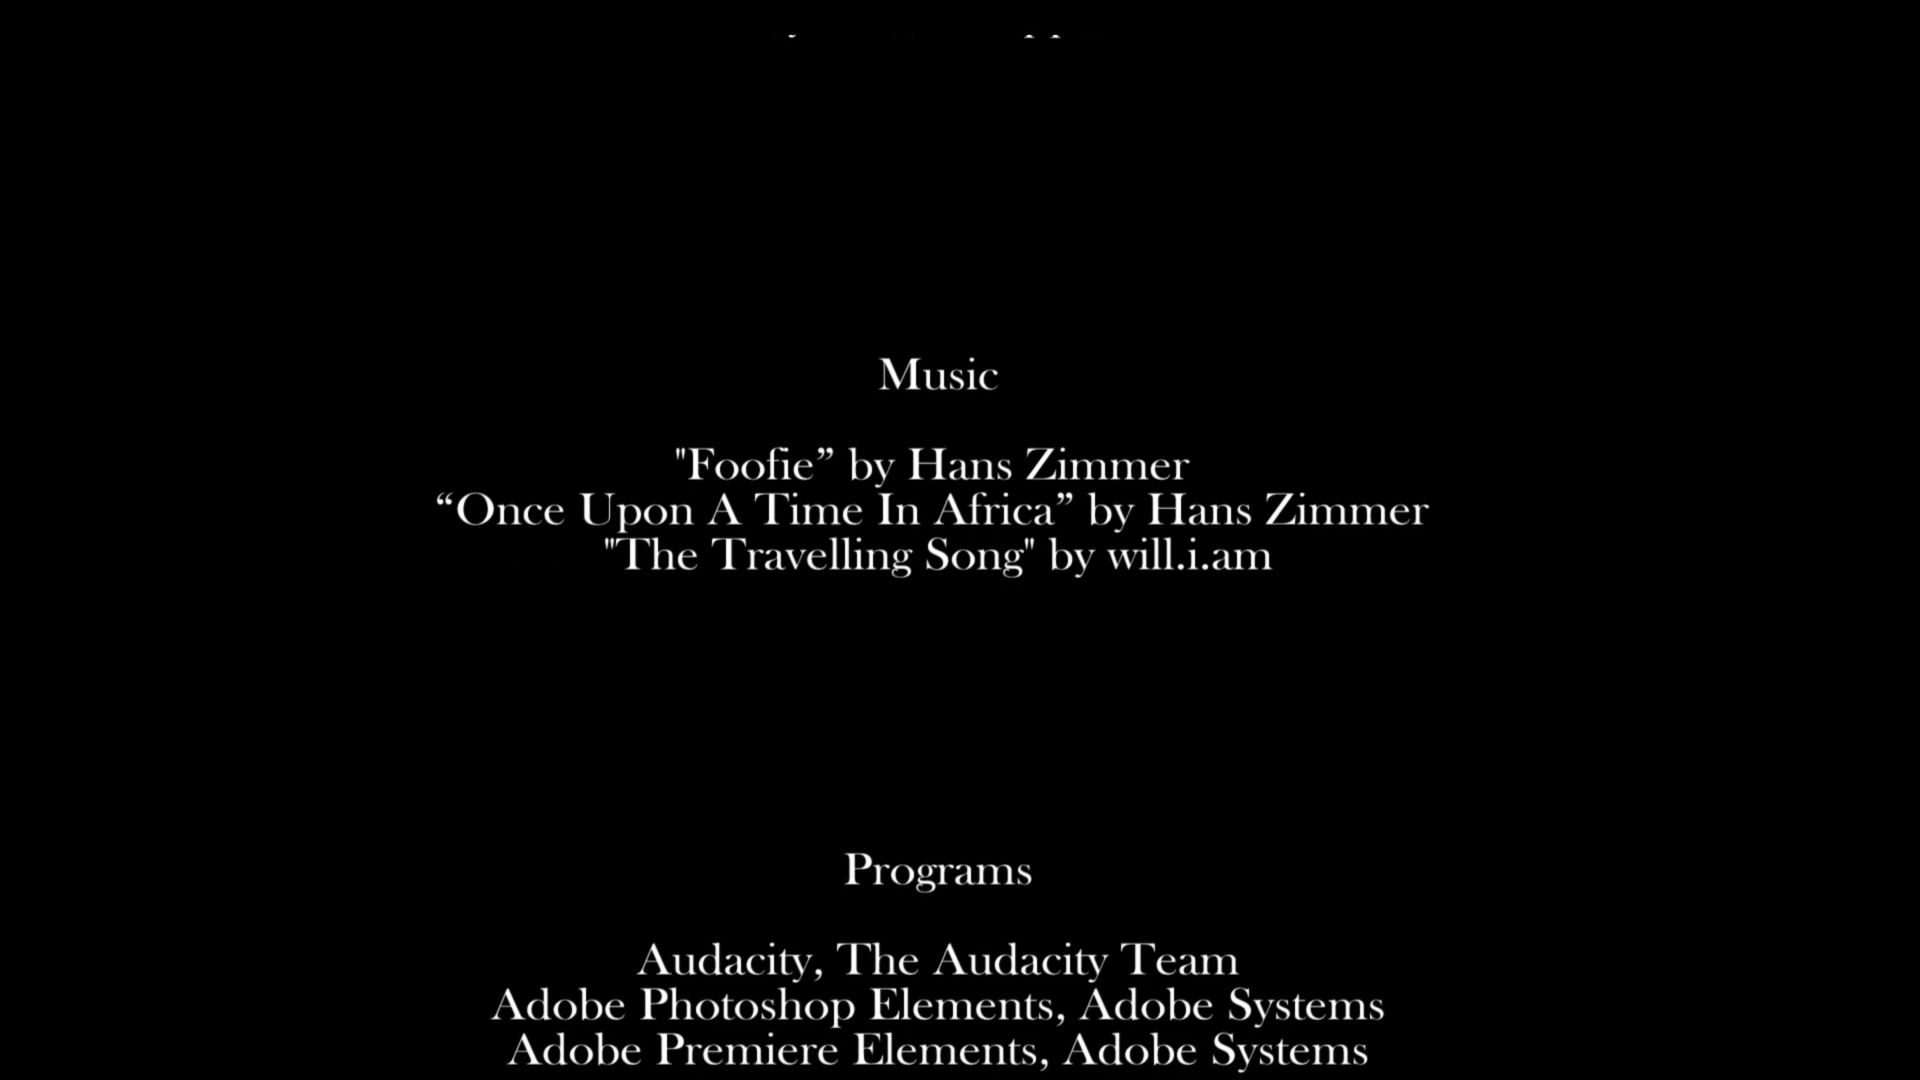 Music
"Foofie” by Hans Zimmer
“Once Upon A Time In Africa” by Hans Zimmer
"The Travelling Song" by will.i.am
Programs
Audacity, The Audacity Team
Adobe Photoshop Elements, Adobe Systems
Adobe Premiere Elements, Adobe Systems